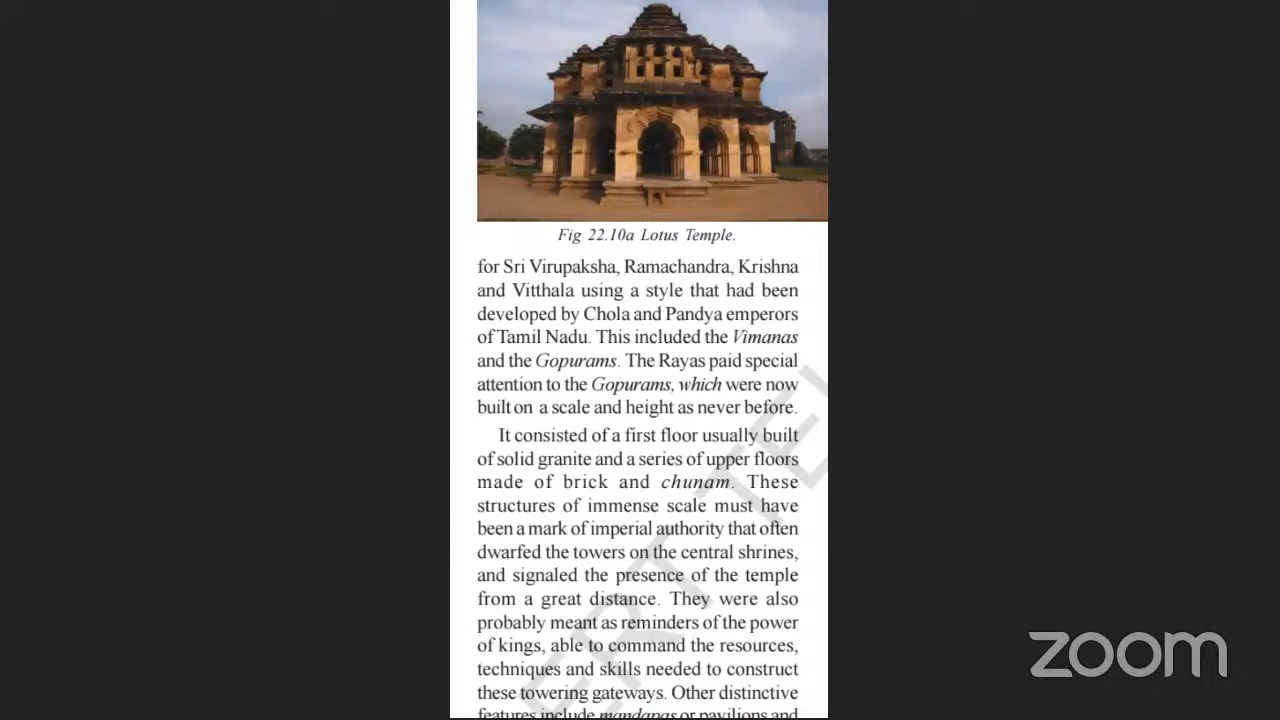 Fig 22.10a Lotus Temple.
for Sri Virupaksha, Ramachandra, Krishna
and Vitthala using a style that had been
developed by Chola and Pandya emperors
of Tamil Nadu. This included the Vimanas
and the Gopurams. The Rayas paid special
attention to the Gopurams, which were now
built on a scale and height as never before.
It consisted of a first floor usually built
of solid granite and a series of upper floors
made of brick and chunam. These
structures of immense scale must have
been a mark of imperial authority that often
dwarfed the towers on the central shrines,
and signaled the presence of the temple
from a great distance. They were also
probably meant as reminders of the power
of kings, able to command the resources,
techniques and skills needed to construct
these towering gateways. Other distinctive
features include mandapas or pavilions and
zoom